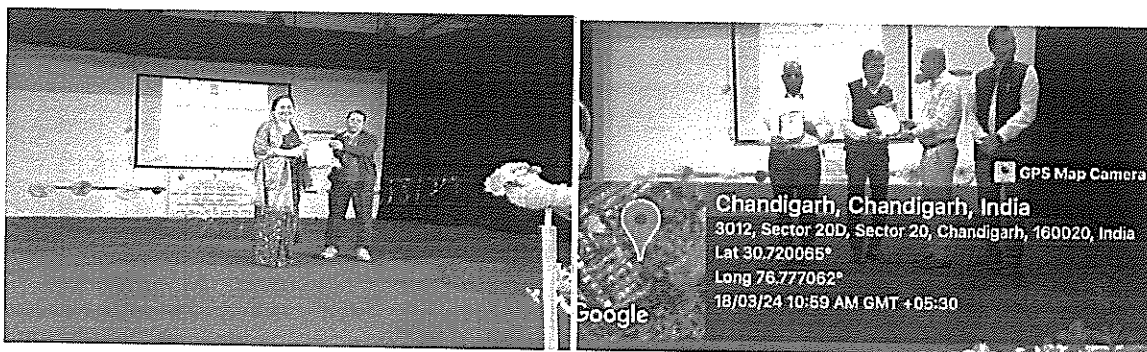 GPS Map Camera
Chandigarh, Chandigarh, India
3012, Sector 20D, Sector 20, Chandigarh, 160020, India
Lat 30.720065°
Long 76.777062°
18/03/24 10:59 AM GMT +05:30
Google